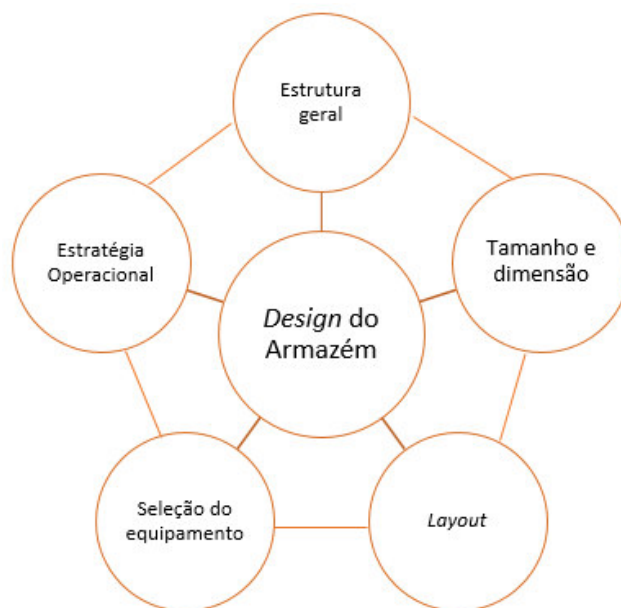 Estrutura
geral
Estratégia
Operacional
Tamanho e
dimensão
Design do
Armazém
Seleção do
equipamento
Layout